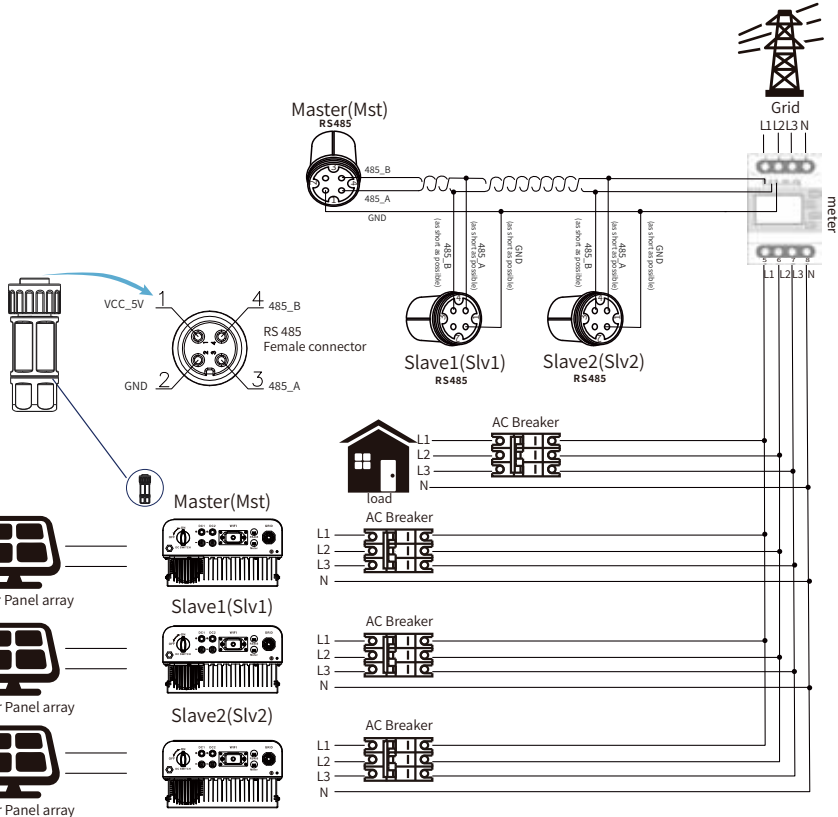 Grid
L1 L2 L3 N
meter
5 6 7 8
L1 L2 L3 N
Master(Mst)
RS485
485_B
485_A
GND
485_B
(as short as possible)
485_A
(as short as possible)
GND
(as short as possible)
485_B
(as short as possible)
485_A
(as short as possible)
GND
(as short as possible)
Slave1(Slv1)
RS485
Slave2(Slv2)
RS485
VCC_5V 1
4 485_B
RS 485
Female connector
GND 2
3 485_A
AC Breaker
L1
L2
L3
N
load
Master(Mst)
AC Breaker
L1
L2
L3
N
Panel array
Slave1(Slv1)
AC Breaker
L1
L2
L3
N
Panel array
Slave2(Slv2)
AC Breaker
L1
L2
L3
N
Panel array